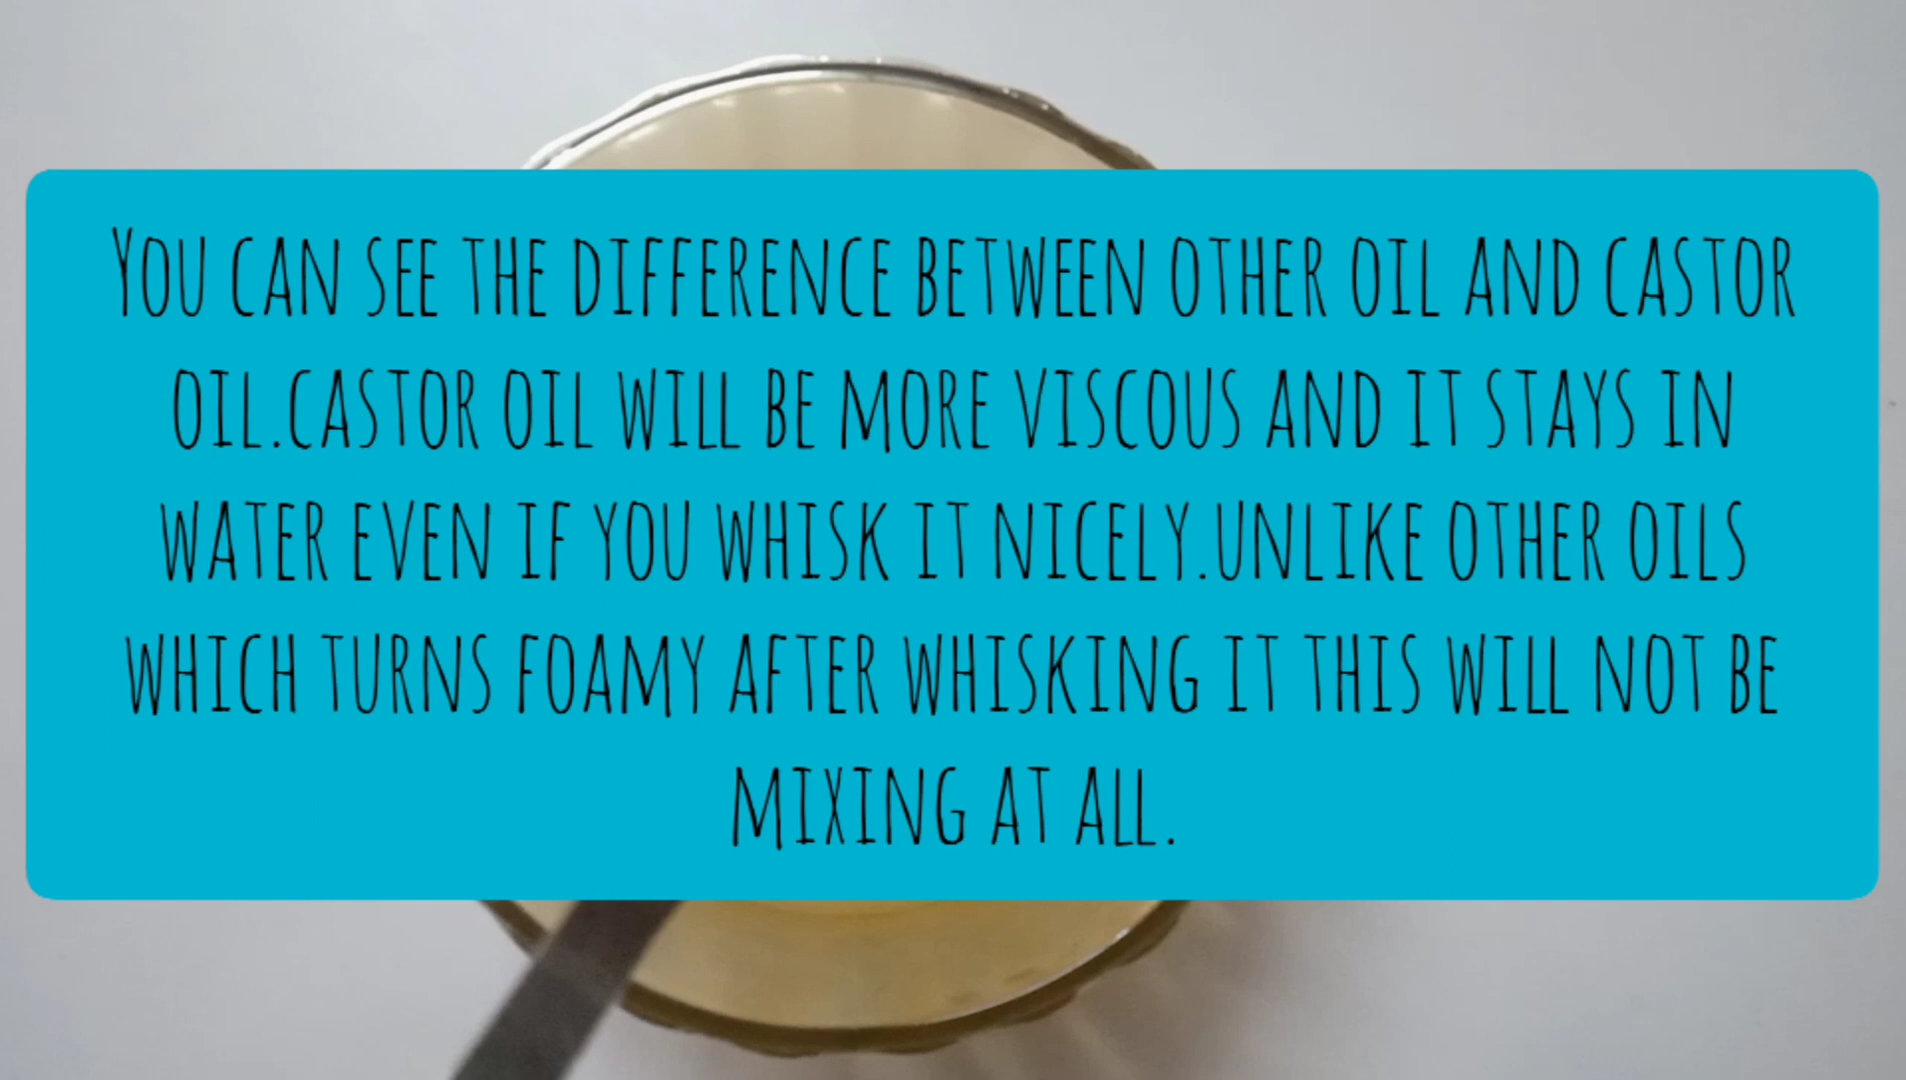 You can see the difference between other oil and castor
oil.castor oil will be more viscous and it stays in
water even if you whisk it nicely.unlike other oils
which turns foamy after whisking it this will not be
mixing at all.